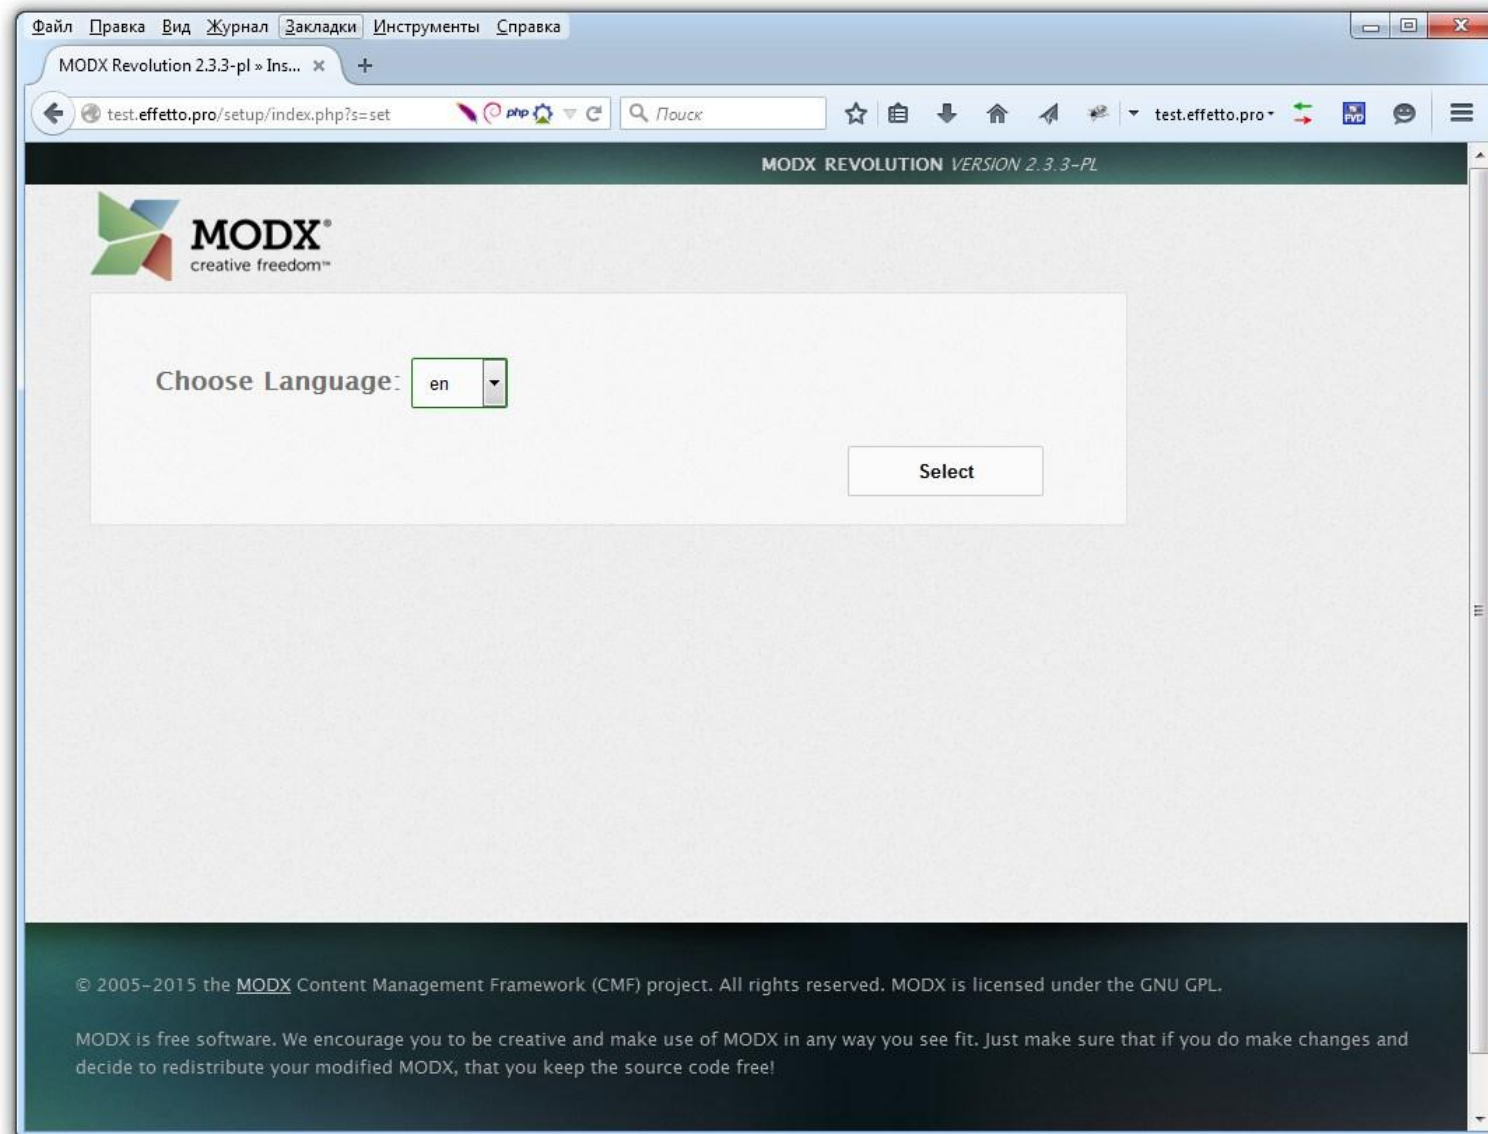 Файл Правка Вид Журнал Закладки Инструменты Справка
MODX Revolution 2.3.3-pl » Ins...
test.effetto.pro/setup/index.php?s=set php Поиск test.effetto.pro PVD
MODX REVOLUTION VERSION 2.3.3-PL
MODX®
creative freedom™
Choose Language: en
Select
© 2005-2015 the MODX Content Management Framework (CMF) project. All rights reserved. MODX is licensed under the GNU GPL.
MODX is free software. We encourage you to be creative and make use of MODX in any way you see fit. Just make sure that if you do make changes and
decide to redistribute your modified MODX, that you keep the source code free!